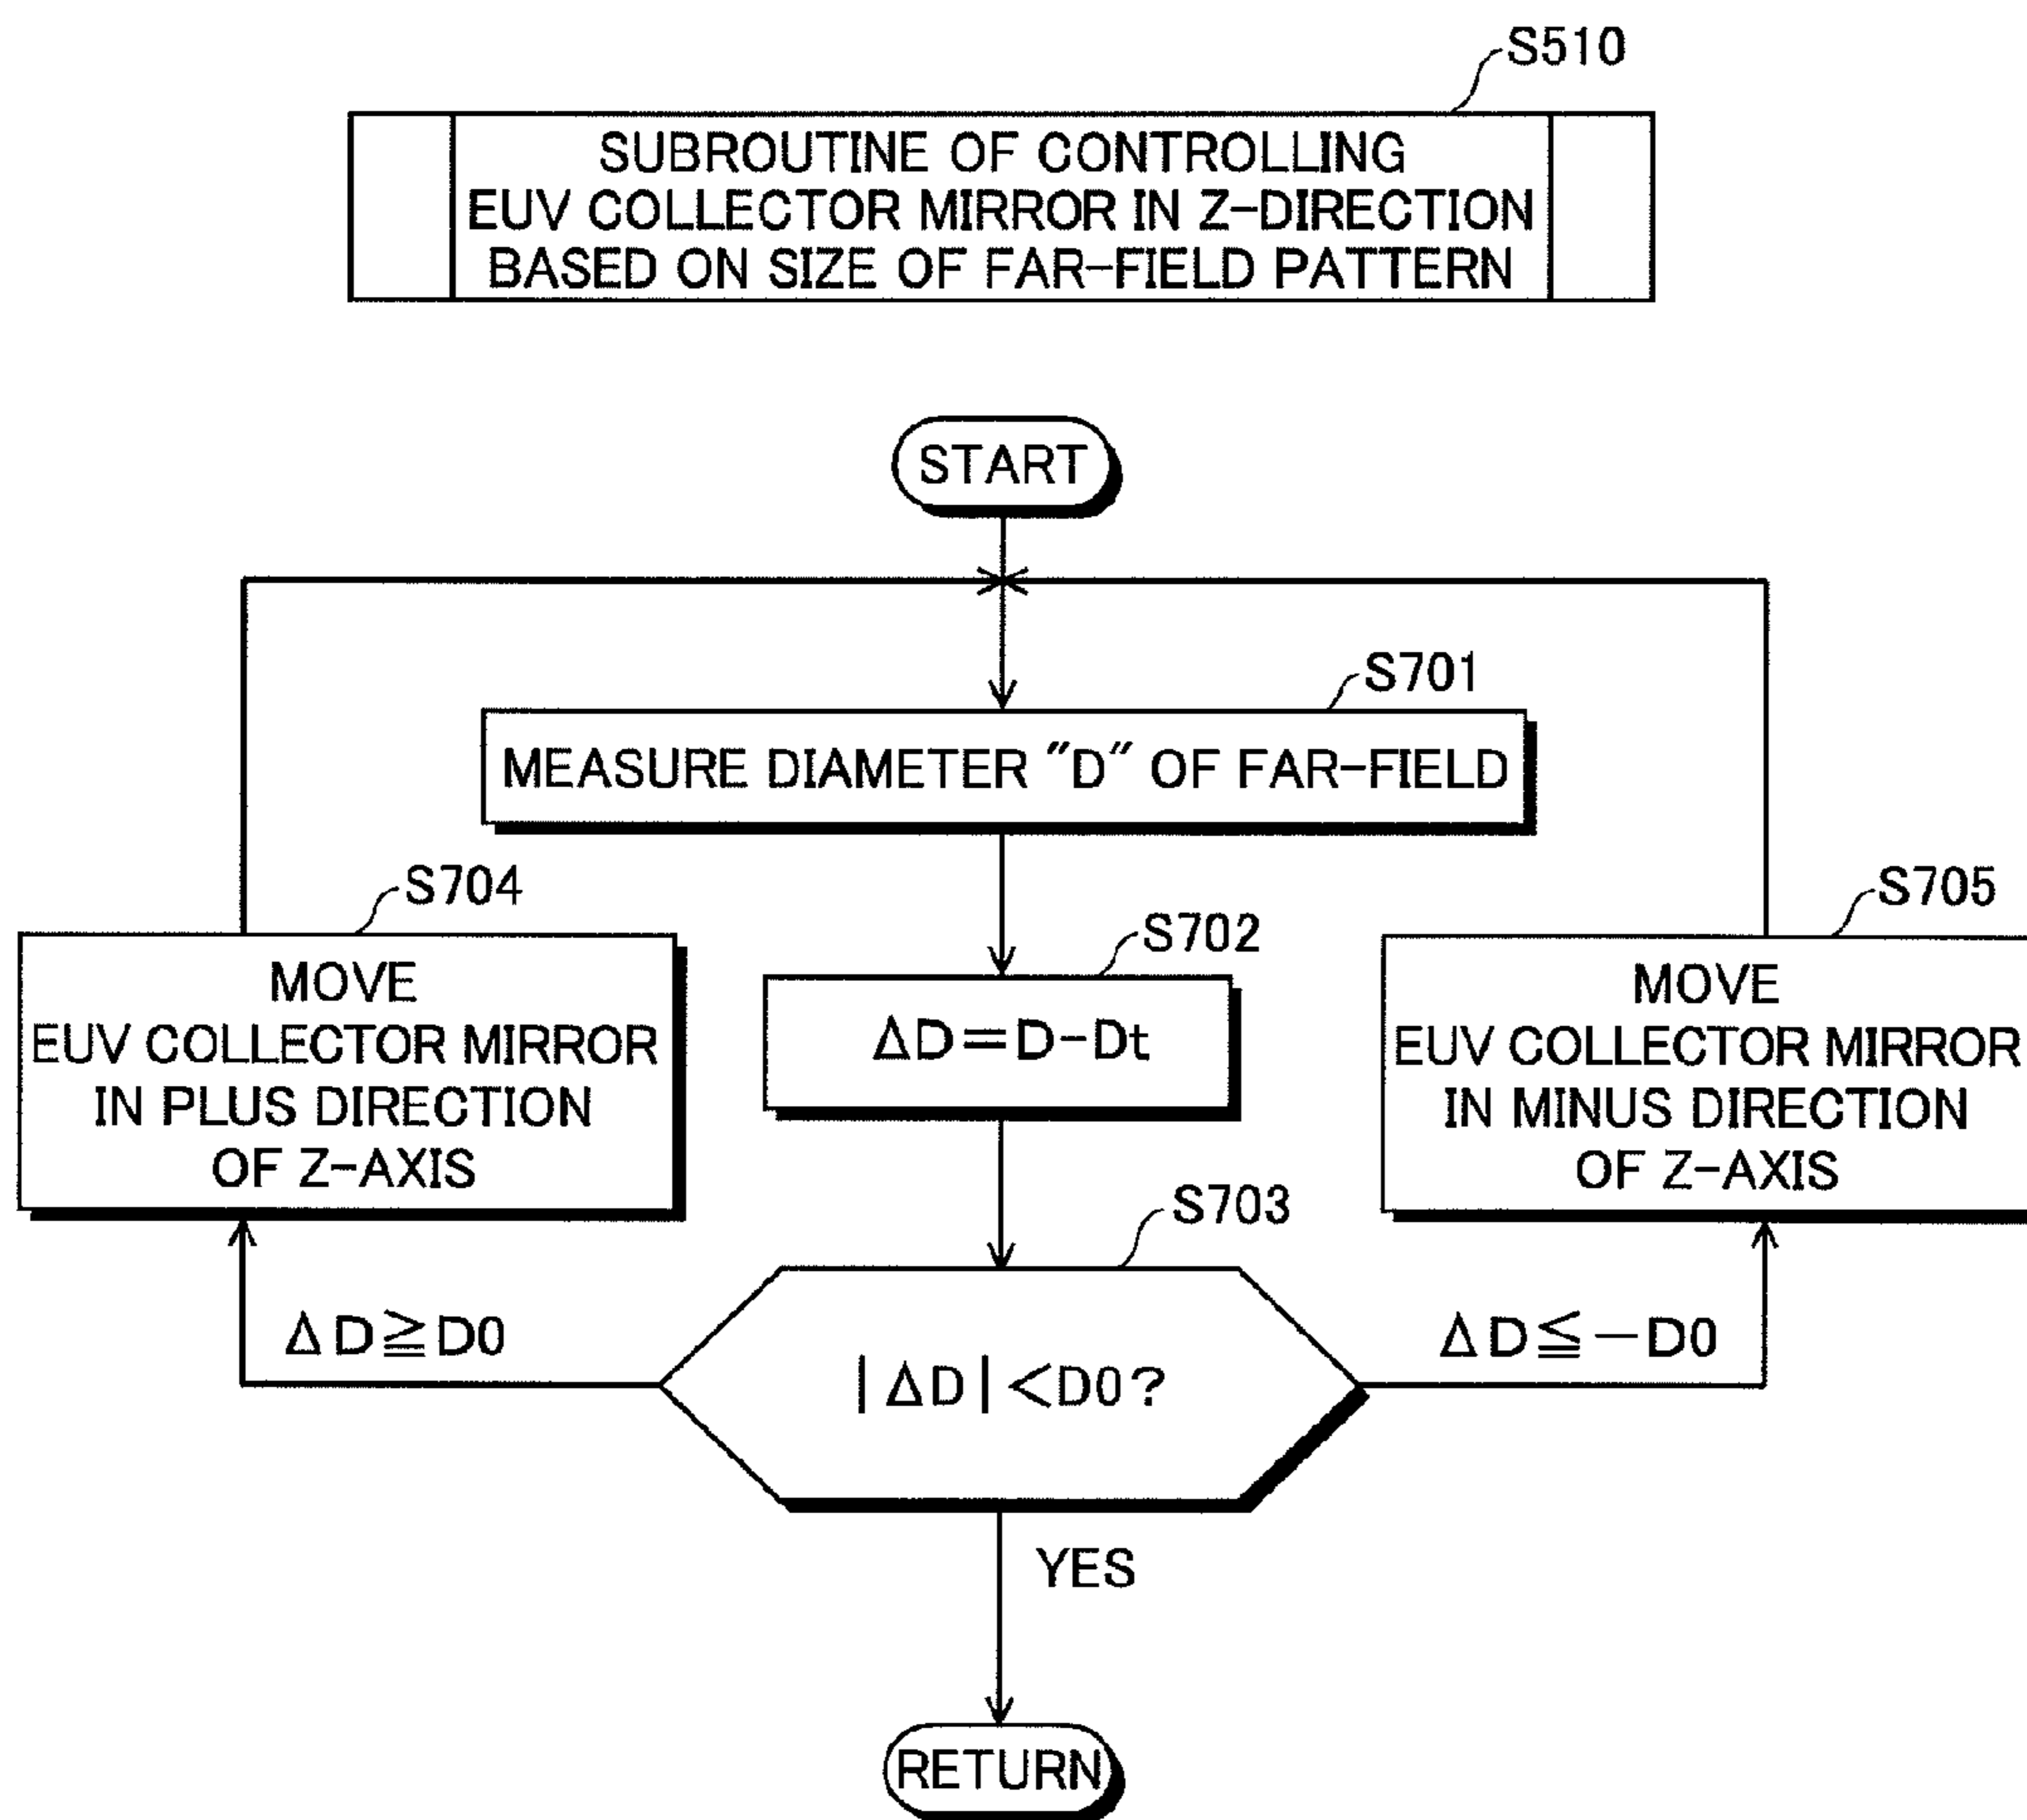 S510
SUBROUTINE OF CONTROLLING
EUV COLLECTOR MIRROR IN Z-DIRECTION
BASED ON SIZE OF FAR-FIELD PATTERN
START
S701
MEASURE DIAMETER "D" OF FAR-FIELD
S704
MOVE
EUV COLLECTOR MIRROR
IN PLUS DIRECTION
OF Z-AXIS
S702
ΔD=D-Dt
S705
MOVE
EUV COLLECTOR MIRROR
IN MINUS DIRECTION
OF Z-AXIS
S703
ΔD≧D0
|ΔD|<D0?
ΔD≦-D0
YES
RETURN